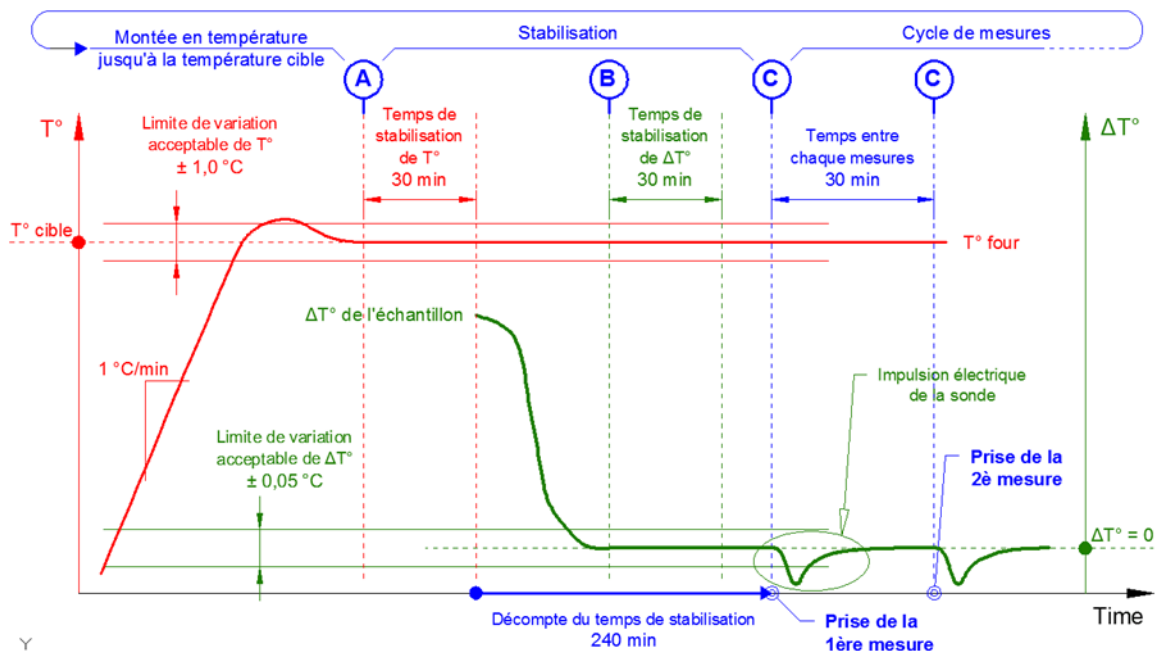 Montée en température
jusqu'à la température cible
Stabilisation
Cycle de mesures
A
B
C
C
T°
Limite de variation
acceptable de T°
± 1,0 °C
Temps de
stabilisation
de T°
30 min
Temps de
stabilisation
de ΔT°
30 min
Temps entre
chaque mesures
30 min
ΔT°
T° cible
T° four
ΔT° de l'échantillon
1 °C/min
Impulsion électrique
de la sonde
Limite de variation
acceptable de ΔT°
± 0,05 °C
Prise de la
2è mesure
ΔT° = 0
Time
Décompte du temps de stabilisation
240 min
Prise de la
1ère mesure
Y